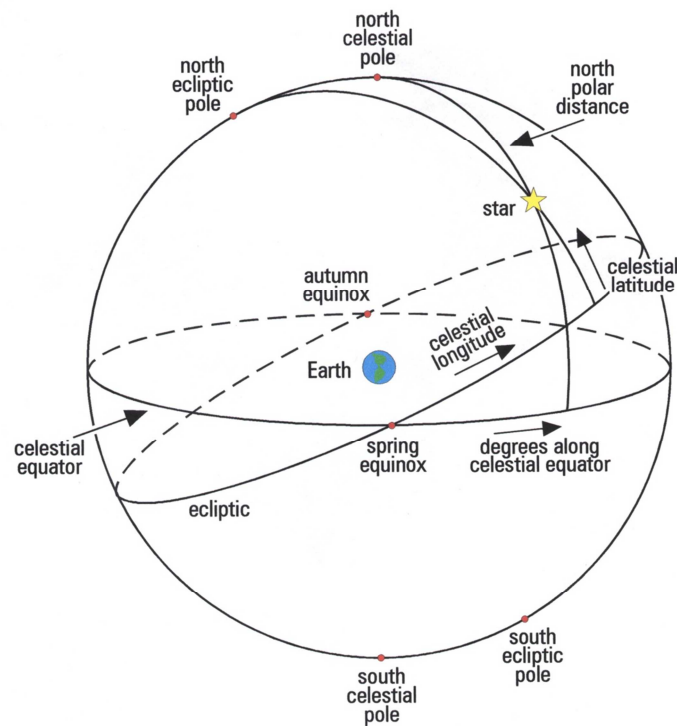 north
celestial
pole
north
ecliptic
pole
north
polar
distance
star
celestial
latitude
autumn
equinox
celestial
longitude
Earth
celestial
equator
spring
equinox
degrees along
celestial equator
ecliptic
south
ecliptic
pole
south
celestial
pole